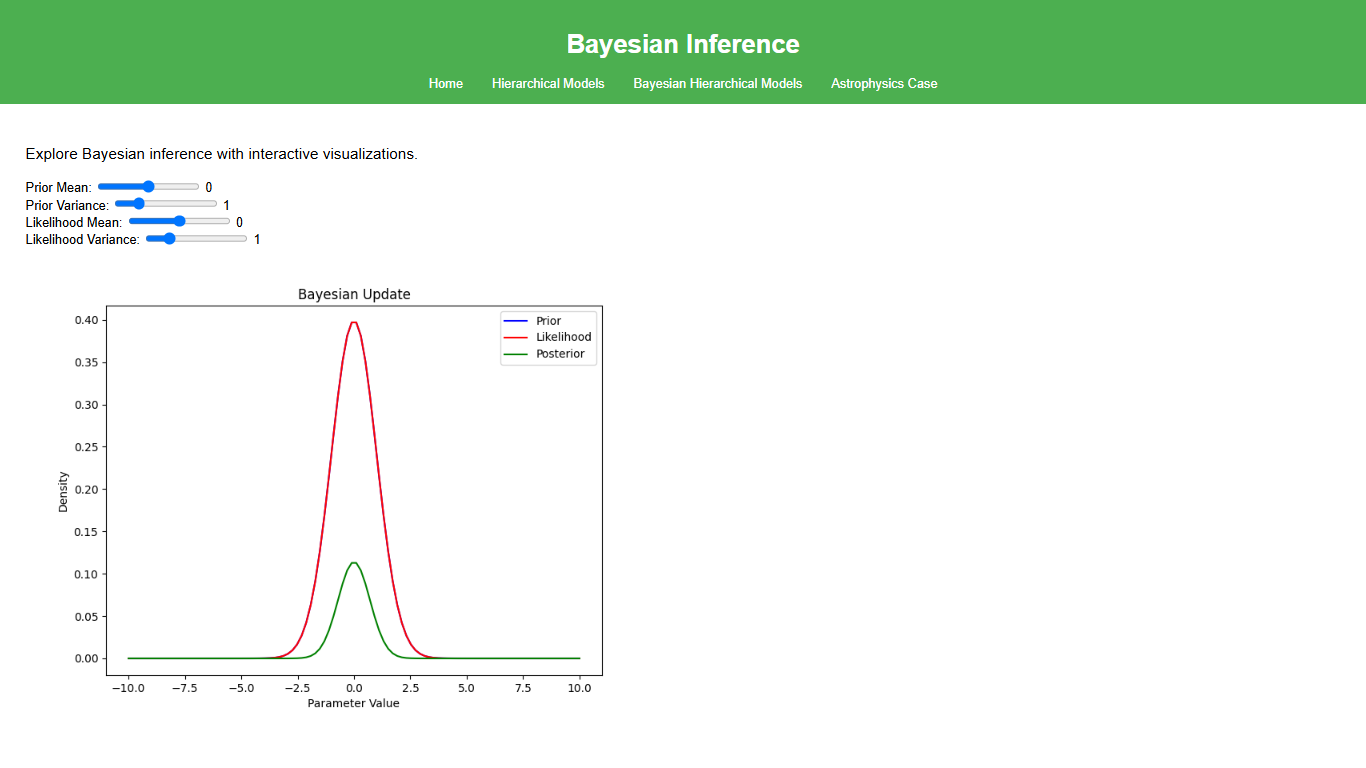 Bayesian Inference
Home Hierarchical Models Bayesian Hierarchical Models Astrophysics Case
Explore Bayesian inference with interactive visualizations.
Prior Mean: 0
Prior Variance: 1
Likelihood Mean: 0
Likelihood Variance: 1
Bayesian Update
Prior
Likelihood
Posterior
0.40
0.35
0.30
0.25
0.20
0.15
0.10
0.05
0.00
Density
−10.0 −7.5 −5.0 −2.5 0.0 2.5 5.0 7.5 10.0
Parameter Value